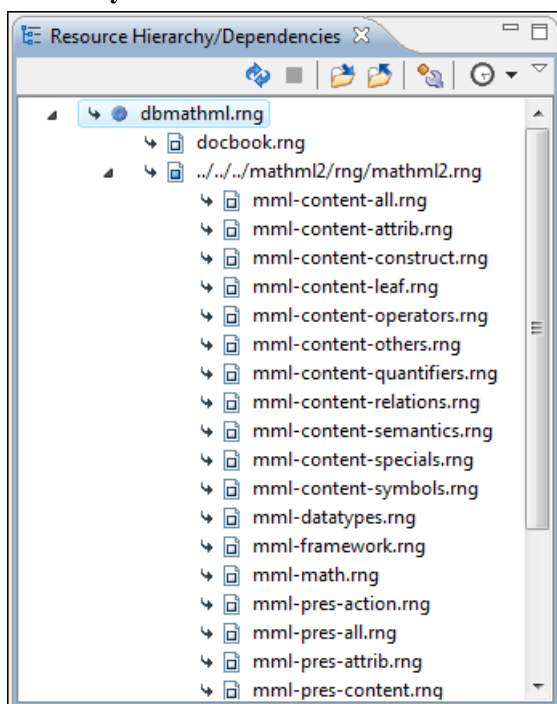 Resource Hierarchy/Dependencies
dbmathml.rng
docbook.rng
../../../mathml2/rng/mathml2.rng
mml-content-all.rng
mml-content-attrib.rng
mml-content-construct.rng
mml-content-leaf.rng
mml-content-operators.rng
mml-content-others.rng
mml-content-quantifiers.rng
mml-content-relations.rng
mml-content-semantics.rng
mml-content-specials.rng
mml-content-symbols.rng
mml-datatypes.rng
mml-framework.rng
mml-math.rng
mml-pres-action.rng
mml-pres-all.rng
mml-pres-attrib.rng
mml-pres-content.rng